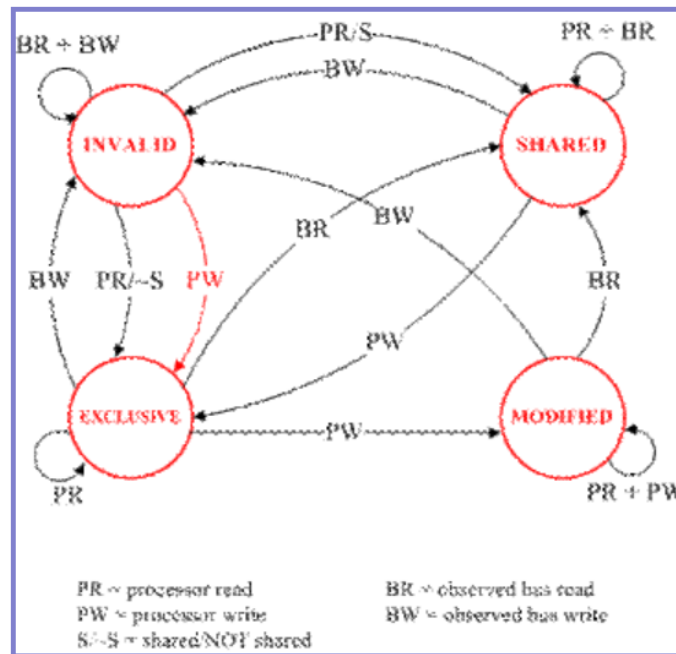 PR/S
PR + BR
BR + BW
BW
INVALID
SHARED
BW
BR
BW
PR/~S
PW
BR
PW
EXCLUSIVE
MODIFIED
PW
PR
PR + PW
PR = processor read
BR = observed bus read
PW = processor write
BW = observed bus write
S/~S = shared/NOT shared